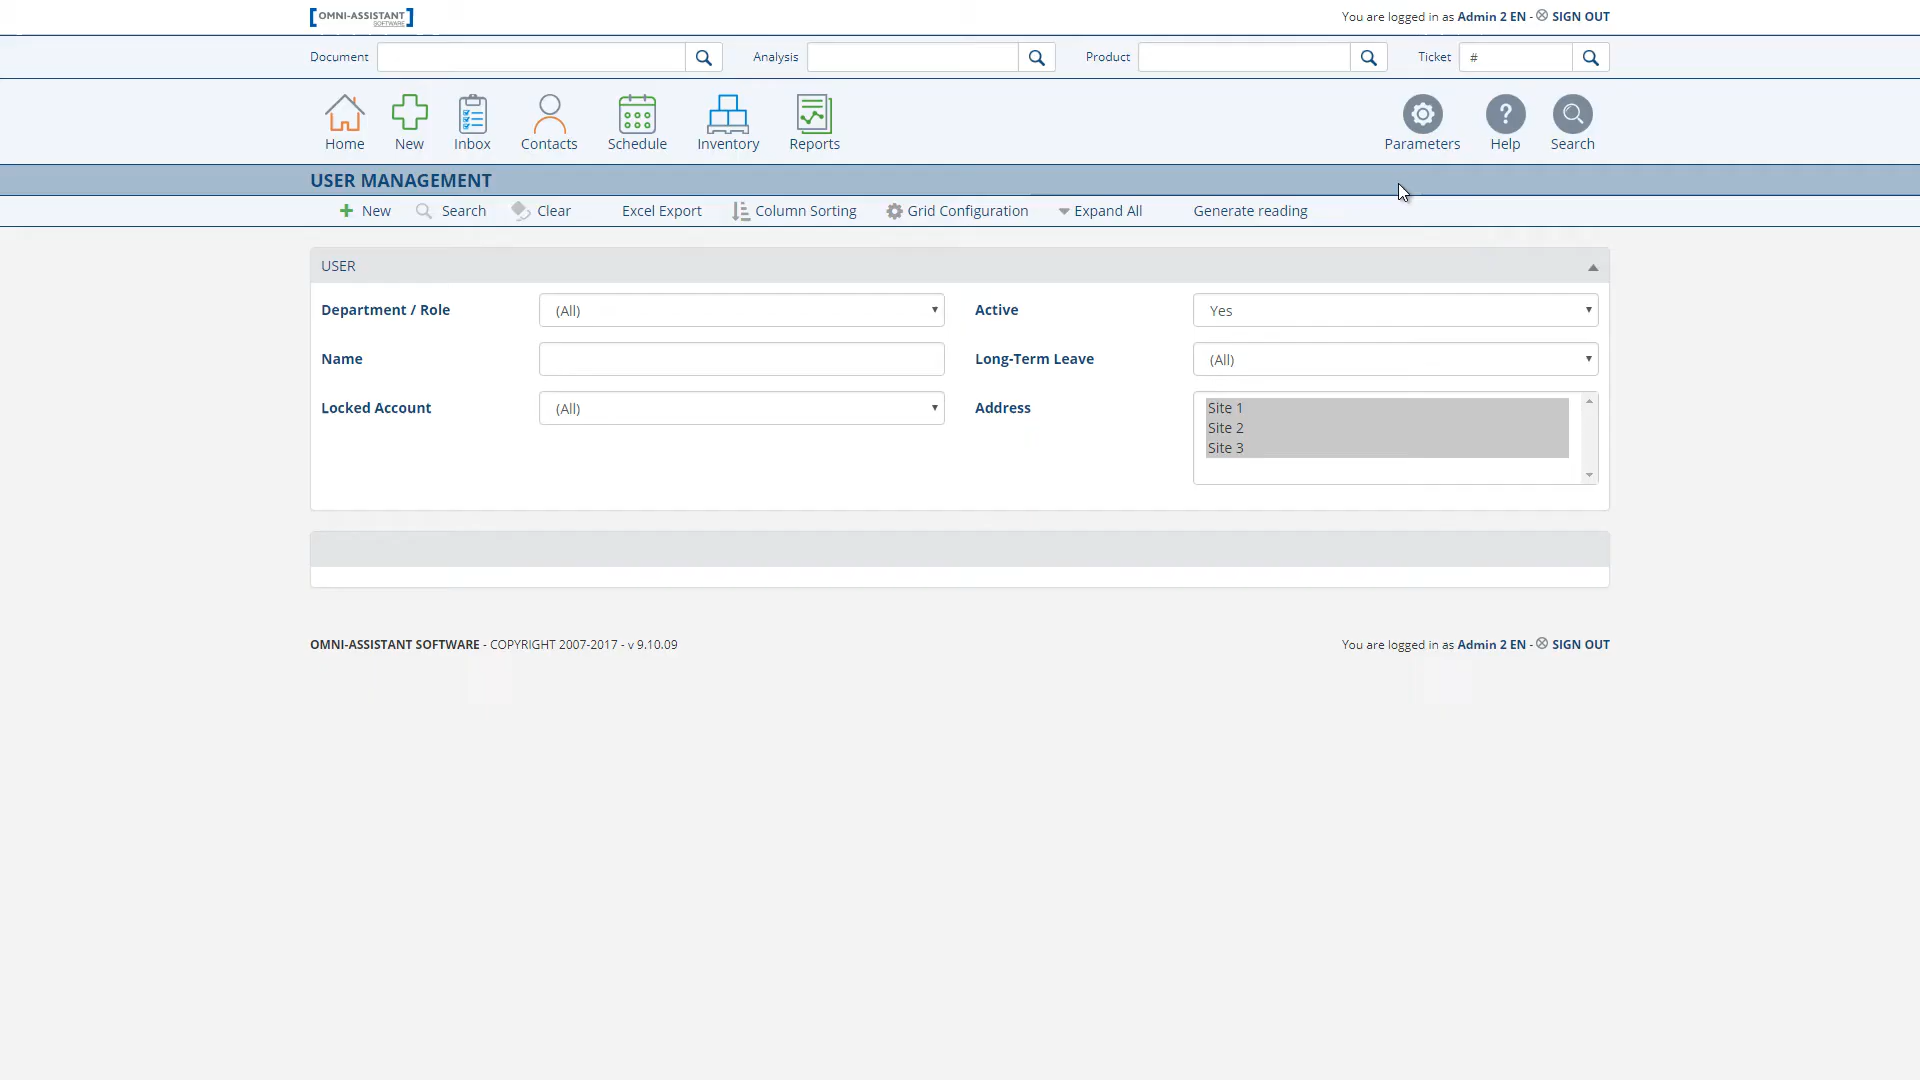 OMNI-ASSISTANT
SOFTWARE
You are logged in as Admin 2 EN - SIGN OUT
Document Analysis Product Ticket #
Home New Inbox Contacts Schedule Inventory Reports Parameters Help Search
USER MANAGEMENT
New Search Clear Excel Export Column Sorting Grid Configuration Expand All Generate reading
USER
Department / Role (All) Active Yes
Name Long-Term Leave (All)
Locked Account (All) Address Site 1
Site 2
Site 3
OMNI-ASSISTANT SOFTWARE - COPYRIGHT 2007-2017 - v 9.10.09 You are logged in as Admin 2 EN - SIGN OUT